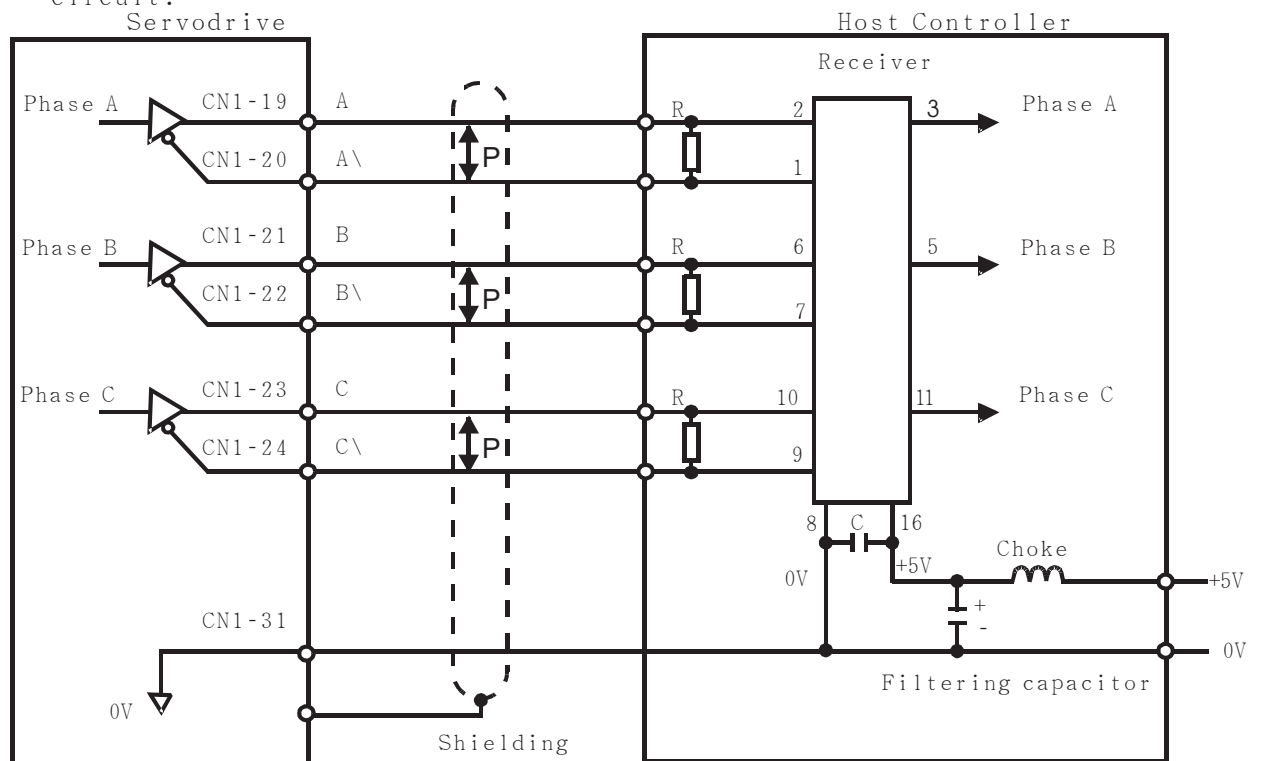 Servodrive
Host Controller
Receiver
Phase A
CN1-19
A
R
2
3
Phase A
P
CN1-20
A\
1
Phase B
CN1-21
B
R
6
5
Phase B
P
CN1-22
B\
7
Phase C
CN1-23
C
R
10
11
Phase C
P
CN1-24
C\
9
8
C
16
Choke
0V
+5V
+5V
+
-
CN1-31
0V
Filtering capacitor
0V
Shielding